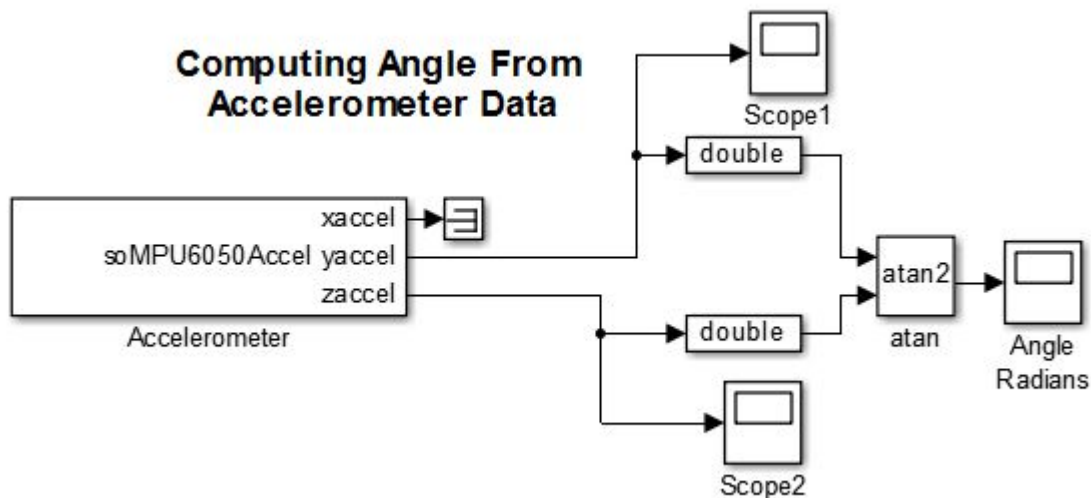 Computing Angle From
Accelerometer Data
Scope1
double
xaccel
soMPU6050Accel yaccel
zaccel
Accelerometer
atan2
atan
Angle
Radians
double
Scope2